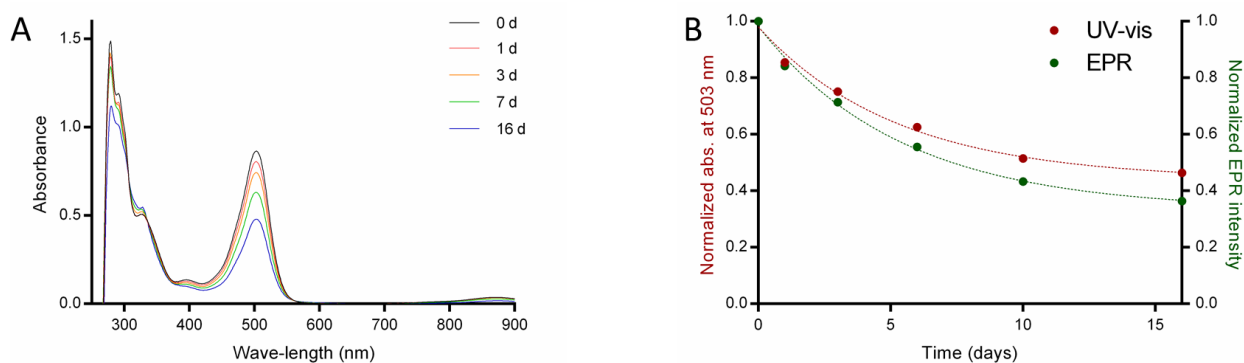 A
Absorbance
1.5
1.0
0.5
0.0
300 400 500 600 700 800 900
Wave-length (nm)
0 d
1 d
3 d
7 d
16 d
B
Normalized abs. at 503 nm
1.0
0.8
0.6
0.4
0.2
0.0
0 5 10 15
Time (days)
UV-vis
EPR
1.0
0.8
0.6
0.4
0.2
0.0
Normalized EPR
intensity